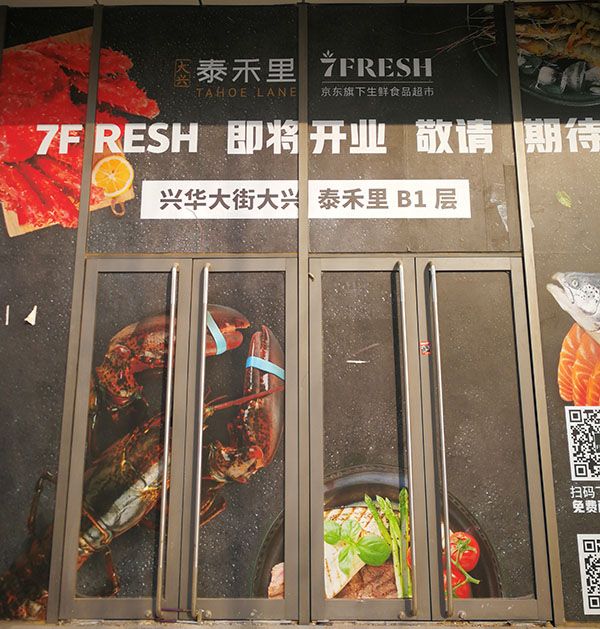 大兴 泰禾里 7FRESH
TAHOE LANE 京东旗下生鲜食品超市
7FRESH 即将开业 敬请 期待
兴华大街大兴 泰禾里 B1 层
扫码
免费